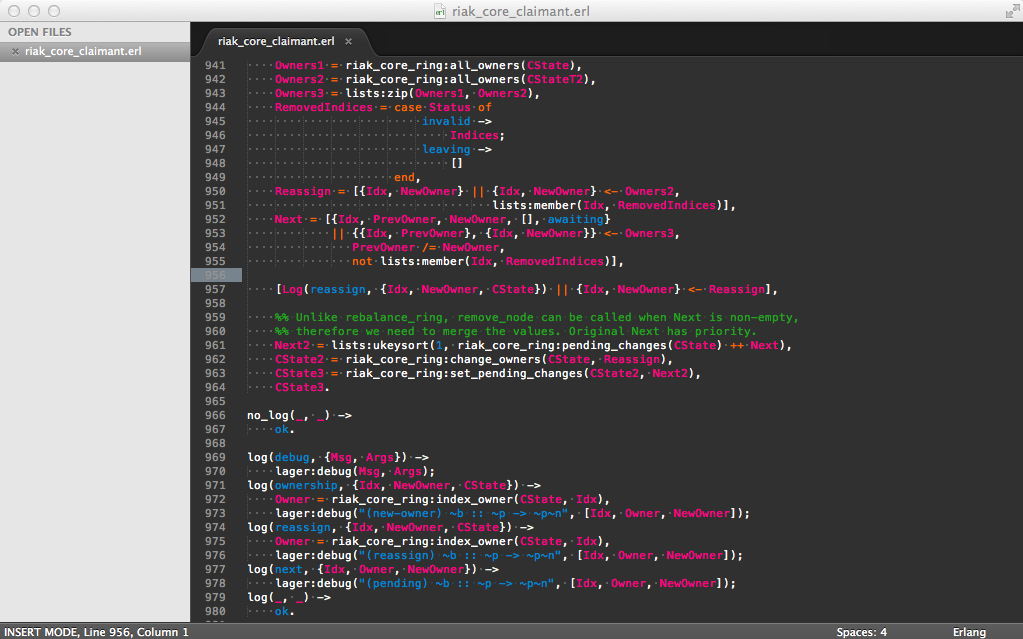 riak_core_claimant.erl
OPEN FILES
× riak_core_claimant.erl
riak_core_claimant.erl ×
941 Owners1 = riak_core_ring:all_owners(CState),
942 Owners2 = riak_core_ring:all_owners(CStateT2),
943 Owners3 = lists:zip(Owners1, Owners2),
944 RemovedIndices = case Status of
945 invalid ->
946 Indices;
947 leaving ->
948 []
949 end,
950 Reassign = [{Idx, NewOwner} || {Idx, NewOwner} <- Owners2,
951 lists:member(Idx, RemovedIndices)],
952 Next = [{Idx, PrevOwner, NewOwner, [], awaiting}
953 || {{Idx, PrevOwner}, {Idx, NewOwner}} <- Owners3,
954 PrevOwner /= NewOwner,
955 not lists:member(Idx, RemovedIndices)],
956
957 [Log(reassign, {Idx, NewOwner, CState}) || {Idx, NewOwner} <- Reassign],
958
959 %% Unlike rebalance_ring, remove_node can be called when Next is non-empty,
960 %% therefore we need to merge the values. Original Next has priority.
961 Next2 = lists:ukeysort(1, riak_core_ring:pending_changes(CState) ++ Next),
962 CState2 = riak_core_ring:change_owners(CState, Reassign),
963 CState3 = riak_core_ring:set_pending_changes(CState2, Next2),
964 CState3.
965
966 no_log(_, _) ->
967 ok.
968
969 log(debug, {Msg, Args}) ->
970 lager:debug(Msg, Args);
971 log(ownership, {Idx, NewOwner, CState}) ->
972 Owner = riak_core_ring:index_owner(CState, Idx),
973 lager:debug("(new-owner) ~b :: ~p -> ~p~n", [Idx, Owner, NewOwner]);
974 log(reassign, {Idx, NewOwner, CState}) ->
975 Owner = riak_core_ring:index_owner(CState, Idx),
976 lager:debug("(reassign) ~b :: ~p -> ~p~n", [Idx, Owner, NewOwner]);
977 log(next, {Idx, Owner, NewOwner}) ->
978 lager:debug("(pending) ~b :: ~p -> ~p~n", [Idx, Owner, NewOwner]);
979 log(_, _) ->
980 ok.
INSERT MODE, Line 956, Column 1
Spaces: 4
Erlang